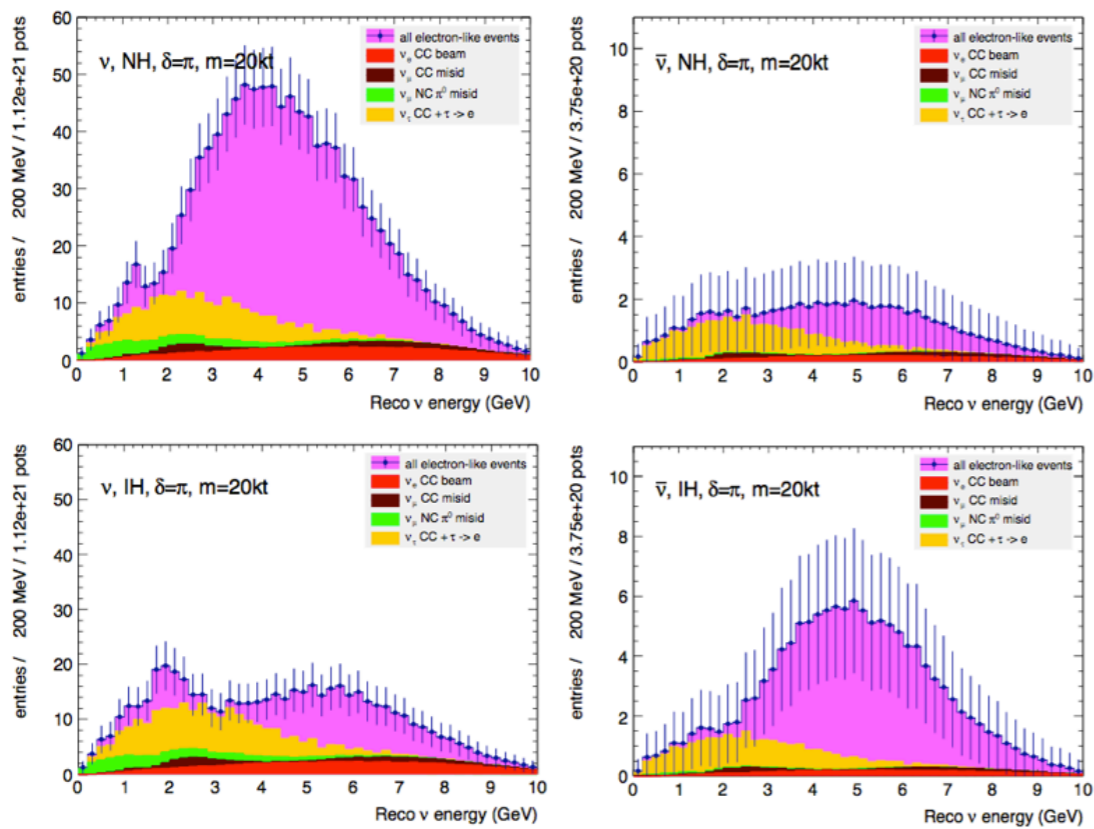 entries / 200 MeV / 1.12e+21 pots
60
50
40
30
20
10
0
ν, NH, δ=π, m=20kt
all electron-like events
νe CC beam
νμ CC misid
νμ NC π⁰ misid
ντ CC + τ -> e
0 1 2 3 4 5 6 7 8 9 10
Reco ν energy (GeV)
entries / 200 MeV / 3.75e+20 pots
10
8
6
4
2
0
ν̄, NH, δ=π, m=20kt
all electron-like events
νe CC beam
νμ CC misid
νμ NC π⁰ misid
ντ CC + τ -> e
0 1 2 3 4 5 6 7 8 9 10
Reco ν energy (GeV)
entries / 200 MeV / 1.12e+21 pots
60
50
40
30
20
10
0
ν, IH, δ=π, m=20kt
all electron-like events
νe CC beam
νμ CC misid
νμ NC π⁰ misid
ντ CC + τ -> e
0 1 2 3 4 5 6 7 8 9 10
Reco ν energy (GeV)
entries / 200 MeV / 3.75e+20 pots
10
8
6
4
2
0
ν̄, IH, δ=π, m=20kt
all electron-like events
νe CC beam
νμ CC misid
νμ NC π⁰ misid
ντ CC + τ -> e
0 1 2 3 4 5 6 7 8 9 10
Reco ν energy (GeV)